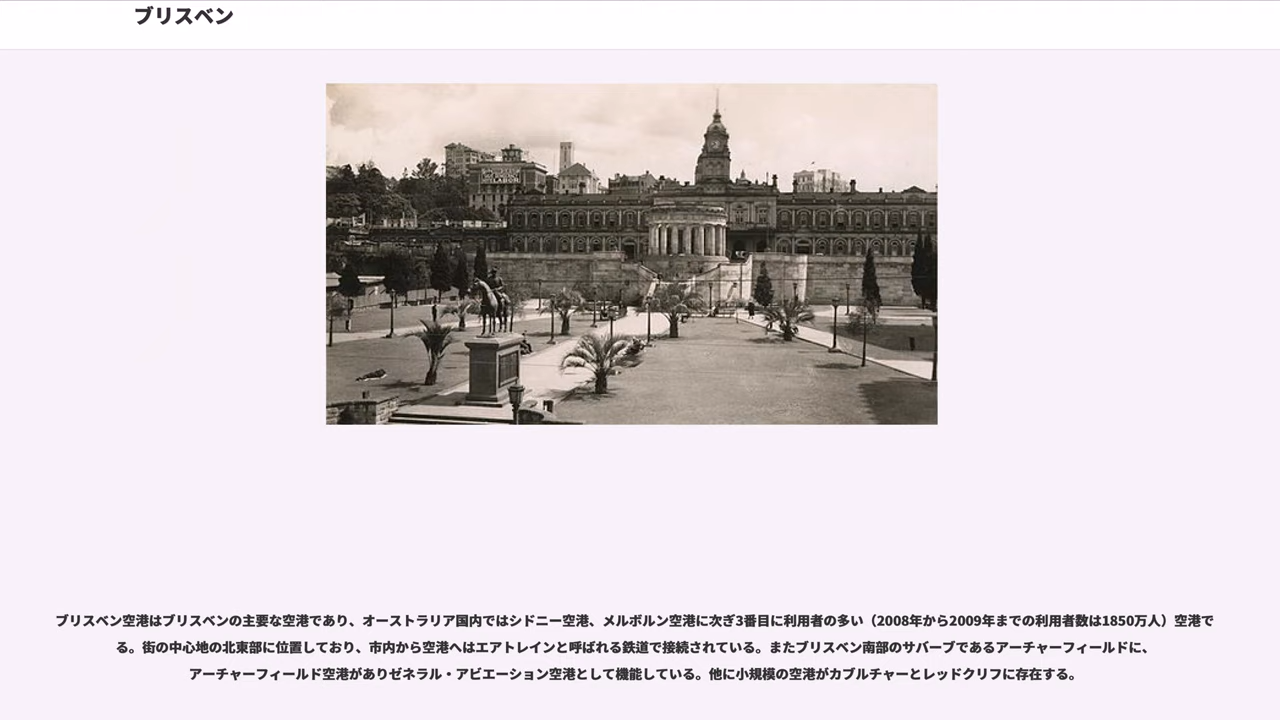 ブリスベン
ブリスベン空港はブリスベンの主要な空港であり、オーストラリア国内ではシドニー空港、メルボルン空港に次ぎ3番目に利用者の多い（2008年から2009年までの利用者数は1850万人）空港で
る。街の中心地の北東部に位置しており、市内から空港へはエアトレインと呼ばれる鉄道で接続されている。またブリスベン南部のサバーブであるアーチャーフィールドに、
アーチャーフィールド空港がありゼネラル・アビエーション空港として機能している。他に小規模の空港がカブルチャーとレッドクリフに存在する。